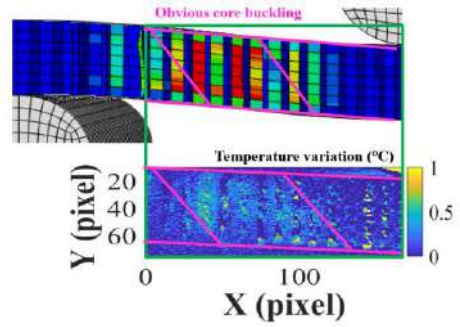 Obvious core buckling
Temperature variation (°C)
1
0.5
0
20
40
60
Y (pixel)
0
100
X (pixel)